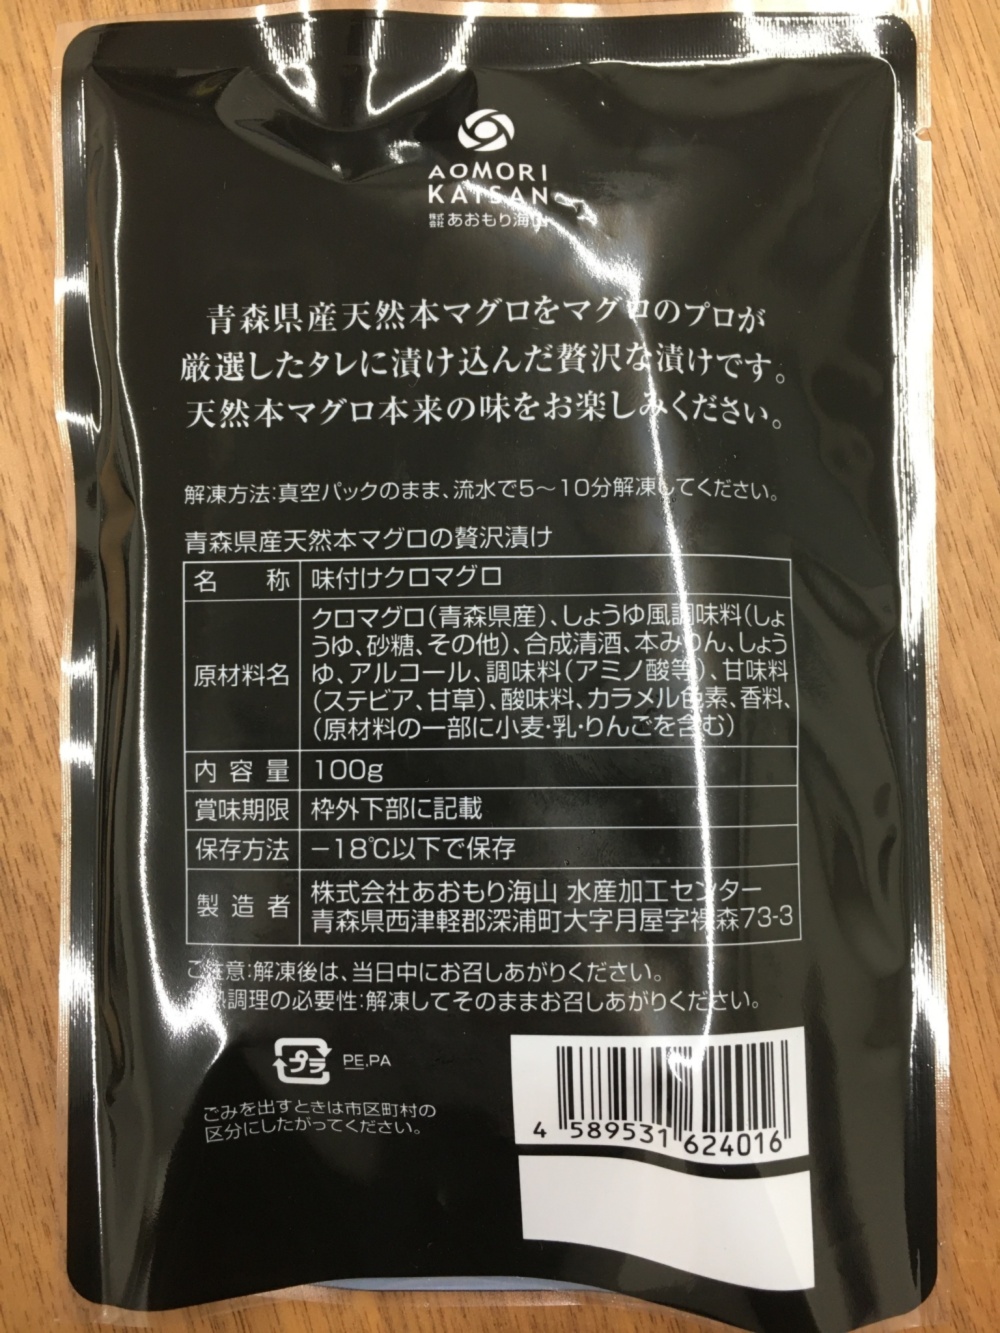 AOMORI
KAISAN
株式会社 あおもり海山
青森県産天然本マグロをマグロのプロが
厳選したタレに漬け込んだ贅沢な漬けです。
天然本マグロ本来の味をお楽しみください。
解凍方法:真空パックのまま、流水で5〜10分解凍してください。
青森県産天然本マグロの贅沢漬け
名 称 味付けクロマグロ
原材料名 クロマグロ(青森県産)、しょうゆ風調味料(しょ
うゆ、砂糖、その他)、合成清酒、本みりん、しょう
ゆ、アルコール、調味料(アミノ酸等)、甘味料
(ステビア、甘草)、酸味料、カラメル色素、香料、
(原材料の一部に小麦・乳・りんごを含む)
内容量 100g
賞味期限 枠外下部に記載
保存方法 −18℃以下で保存
製造者 株式会社あおもり海山 水産加工センター
青森県西津軽郡深浦町大字月屋字裸森73-3
ご注意:解凍後は、当日中にお召しあがりください。
加熱調理の必要性:解凍してそのままお召しあがりください。
プラ PE,PA
ごみを出すときは市区町村の
区分にしたがってください。
4 589531 624016